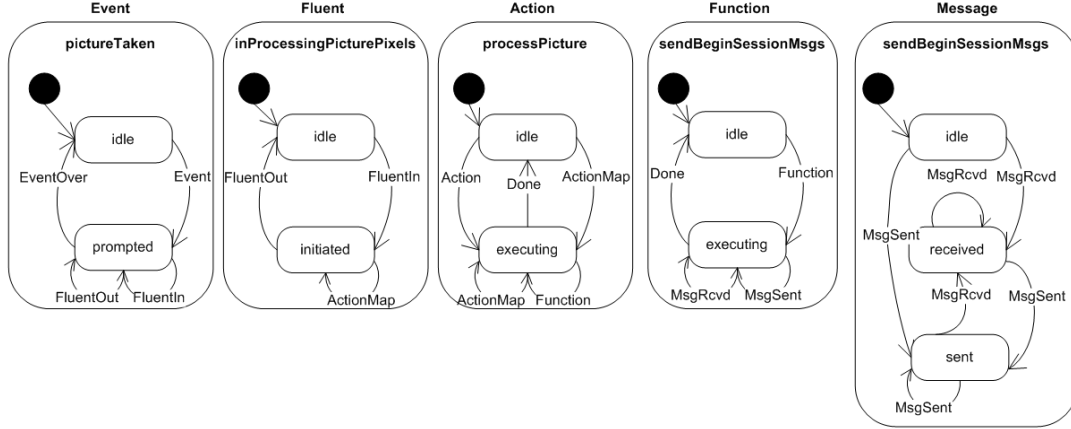 Event Fluent Action Function Message
pictureTaken inProcessingPicturePixels processPicture sendBeginSessionMsgs sendBeginSessionMsgs
idle idle idle idle idle
EventOver Event FluentOut FluentIn Action Done ActionMap Done Function MsgRcvd MsgRcvd
MsgSent
prompted initiated executing executing received
FluentOut FluentIn ActionMap ActionMap Function MsgRcvd MsgSent MsgRcvd MsgSent
sent
MsgSent